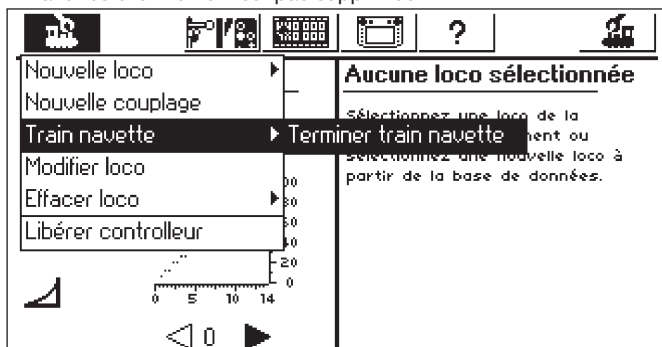 ?
Nouvelle loco
Nouvelle couplage
Train navette
Terminer train navette
Modifier loco
Effacer loco
Libérer controlleur
Aucune loco sélectionnée
Sélectionnez une loco de la
ment ou
sélectionnez une nouvelle loco à
partir de la base de données.
20
0
0 5 10 14
0